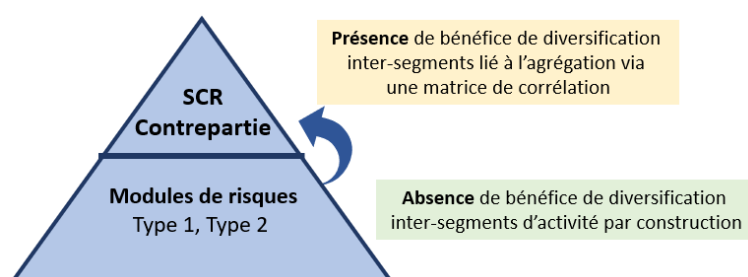 Présence de bénéfice de diversification
inter-segments lié à l'agrégation via
une matrice de corrélation
SCR
Contrepartie
Modules de risques
Type 1, Type 2
Absence de bénéfice de diversification
inter-segments d'activité par construction